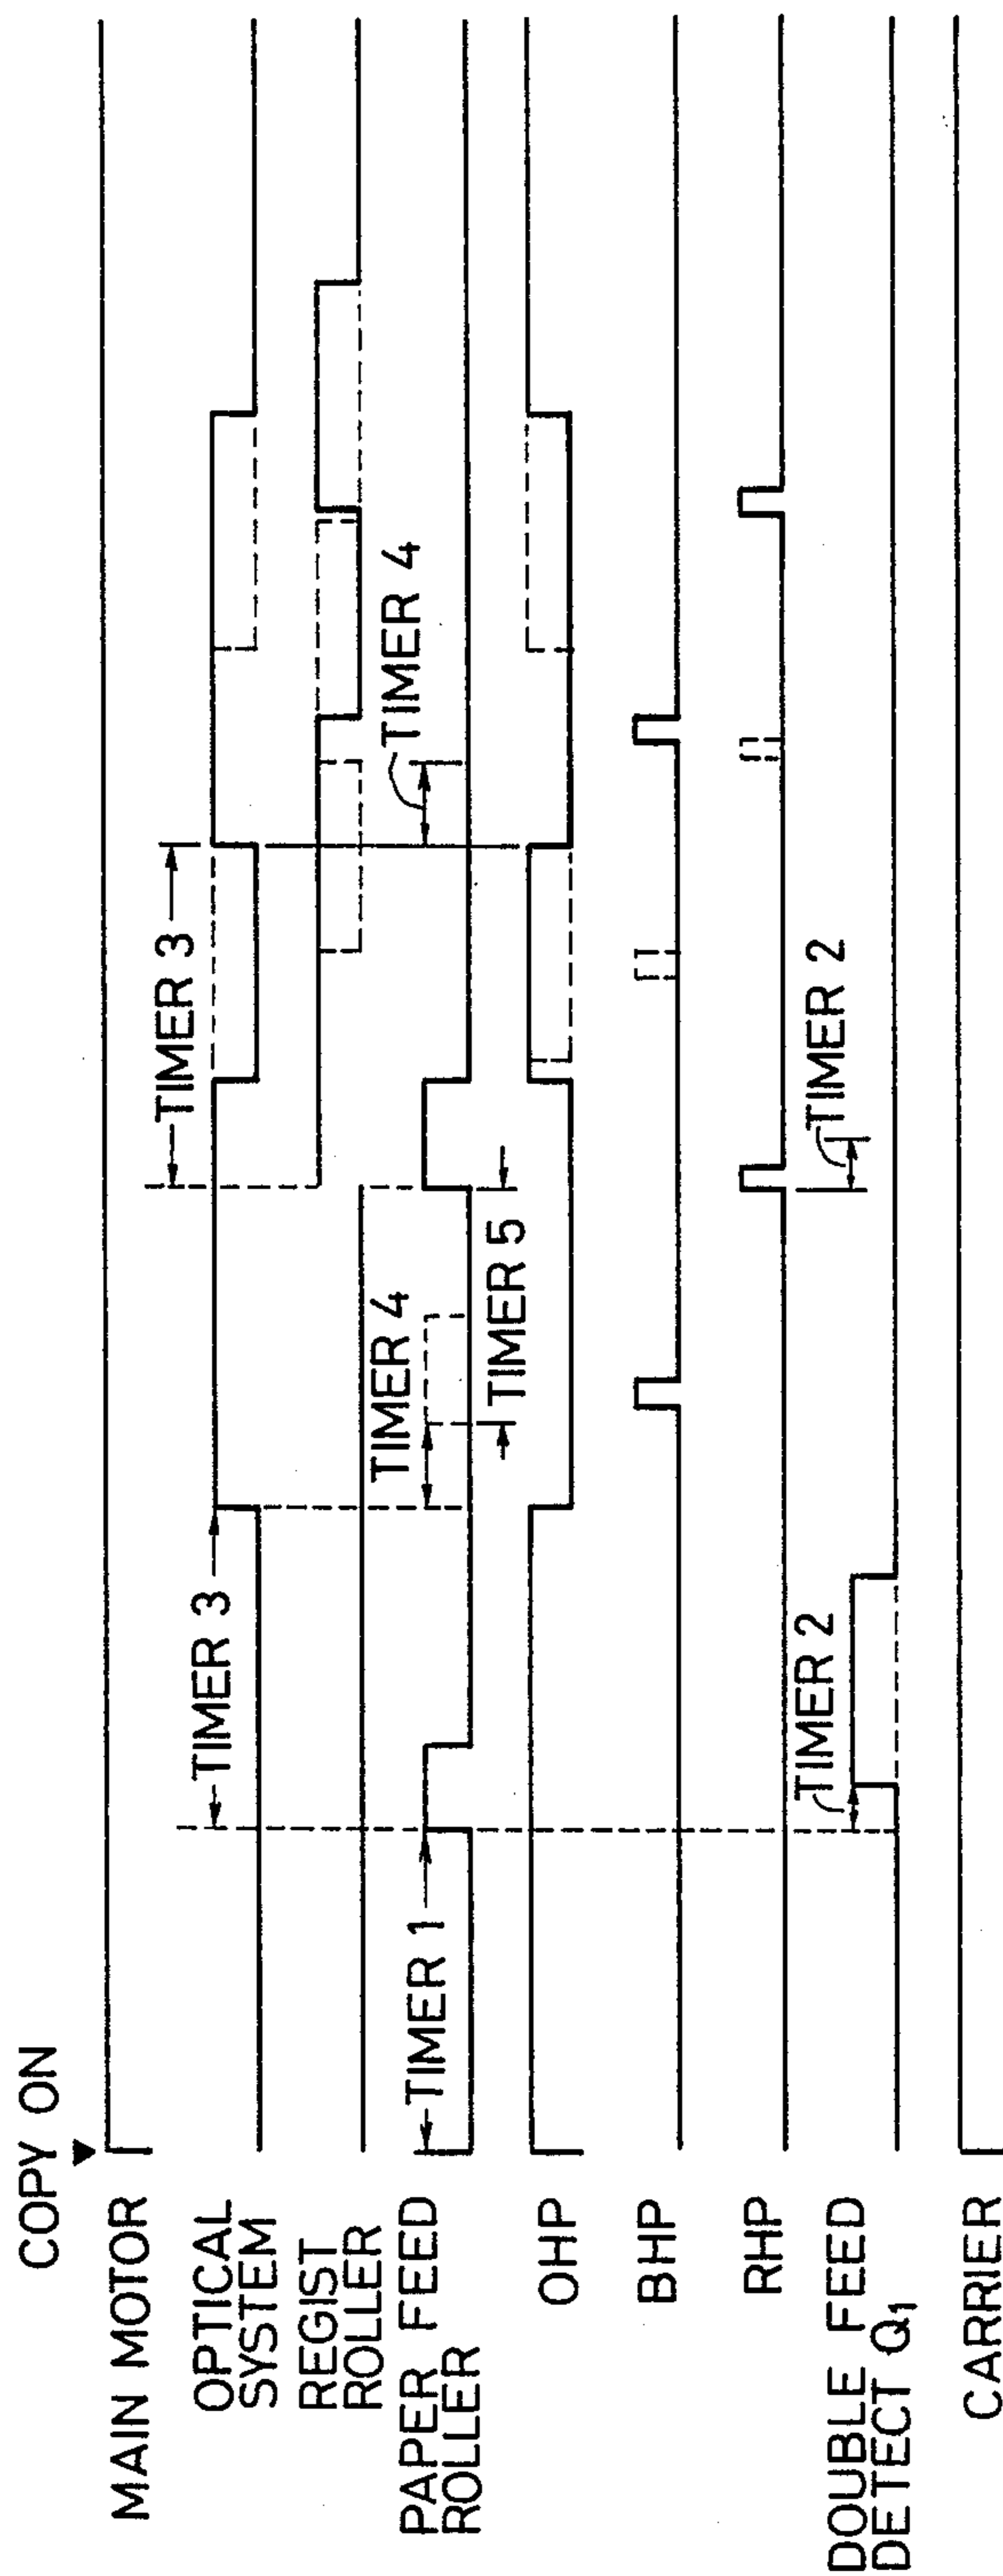 COPY ON
MAIN MOTOR
OPTICAL
SYSTEM
TIMER 3
TIMER 3
REGIST
ROLLER
TIMER 4
TIMER 4
PAPER FEED
ROLLER
TIMER 1
TIMER 5
OHP
BHP
RHP
TIMER 2
TIMER 2
DOUBLE FEED
DETECT Q1
CARRIER